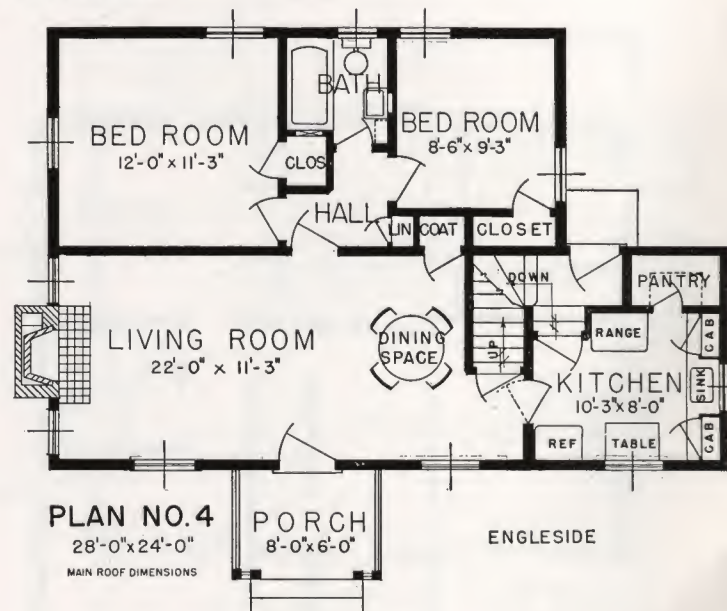 BATH
BED ROOM
12'-0" x 11'-3"
BED ROOM
8'-6" x 9'-3"
CLOS
HALL
LIN
COAT
CLOSET
DOWN
PANTRY
LIVING ROOM
22'-0" x 11'-3"
DINING
SPACE
UP
RANGE
CAB
KITCHEN
10'-3" x 8'-0"
SINK
CAB
REF
TABLE
PLAN NO. 4
28'-0" x 24'-0"
MAIN ROOF DIMENSIONS
PORCH
8'-0" x 6'-0"
ENGLESIDE